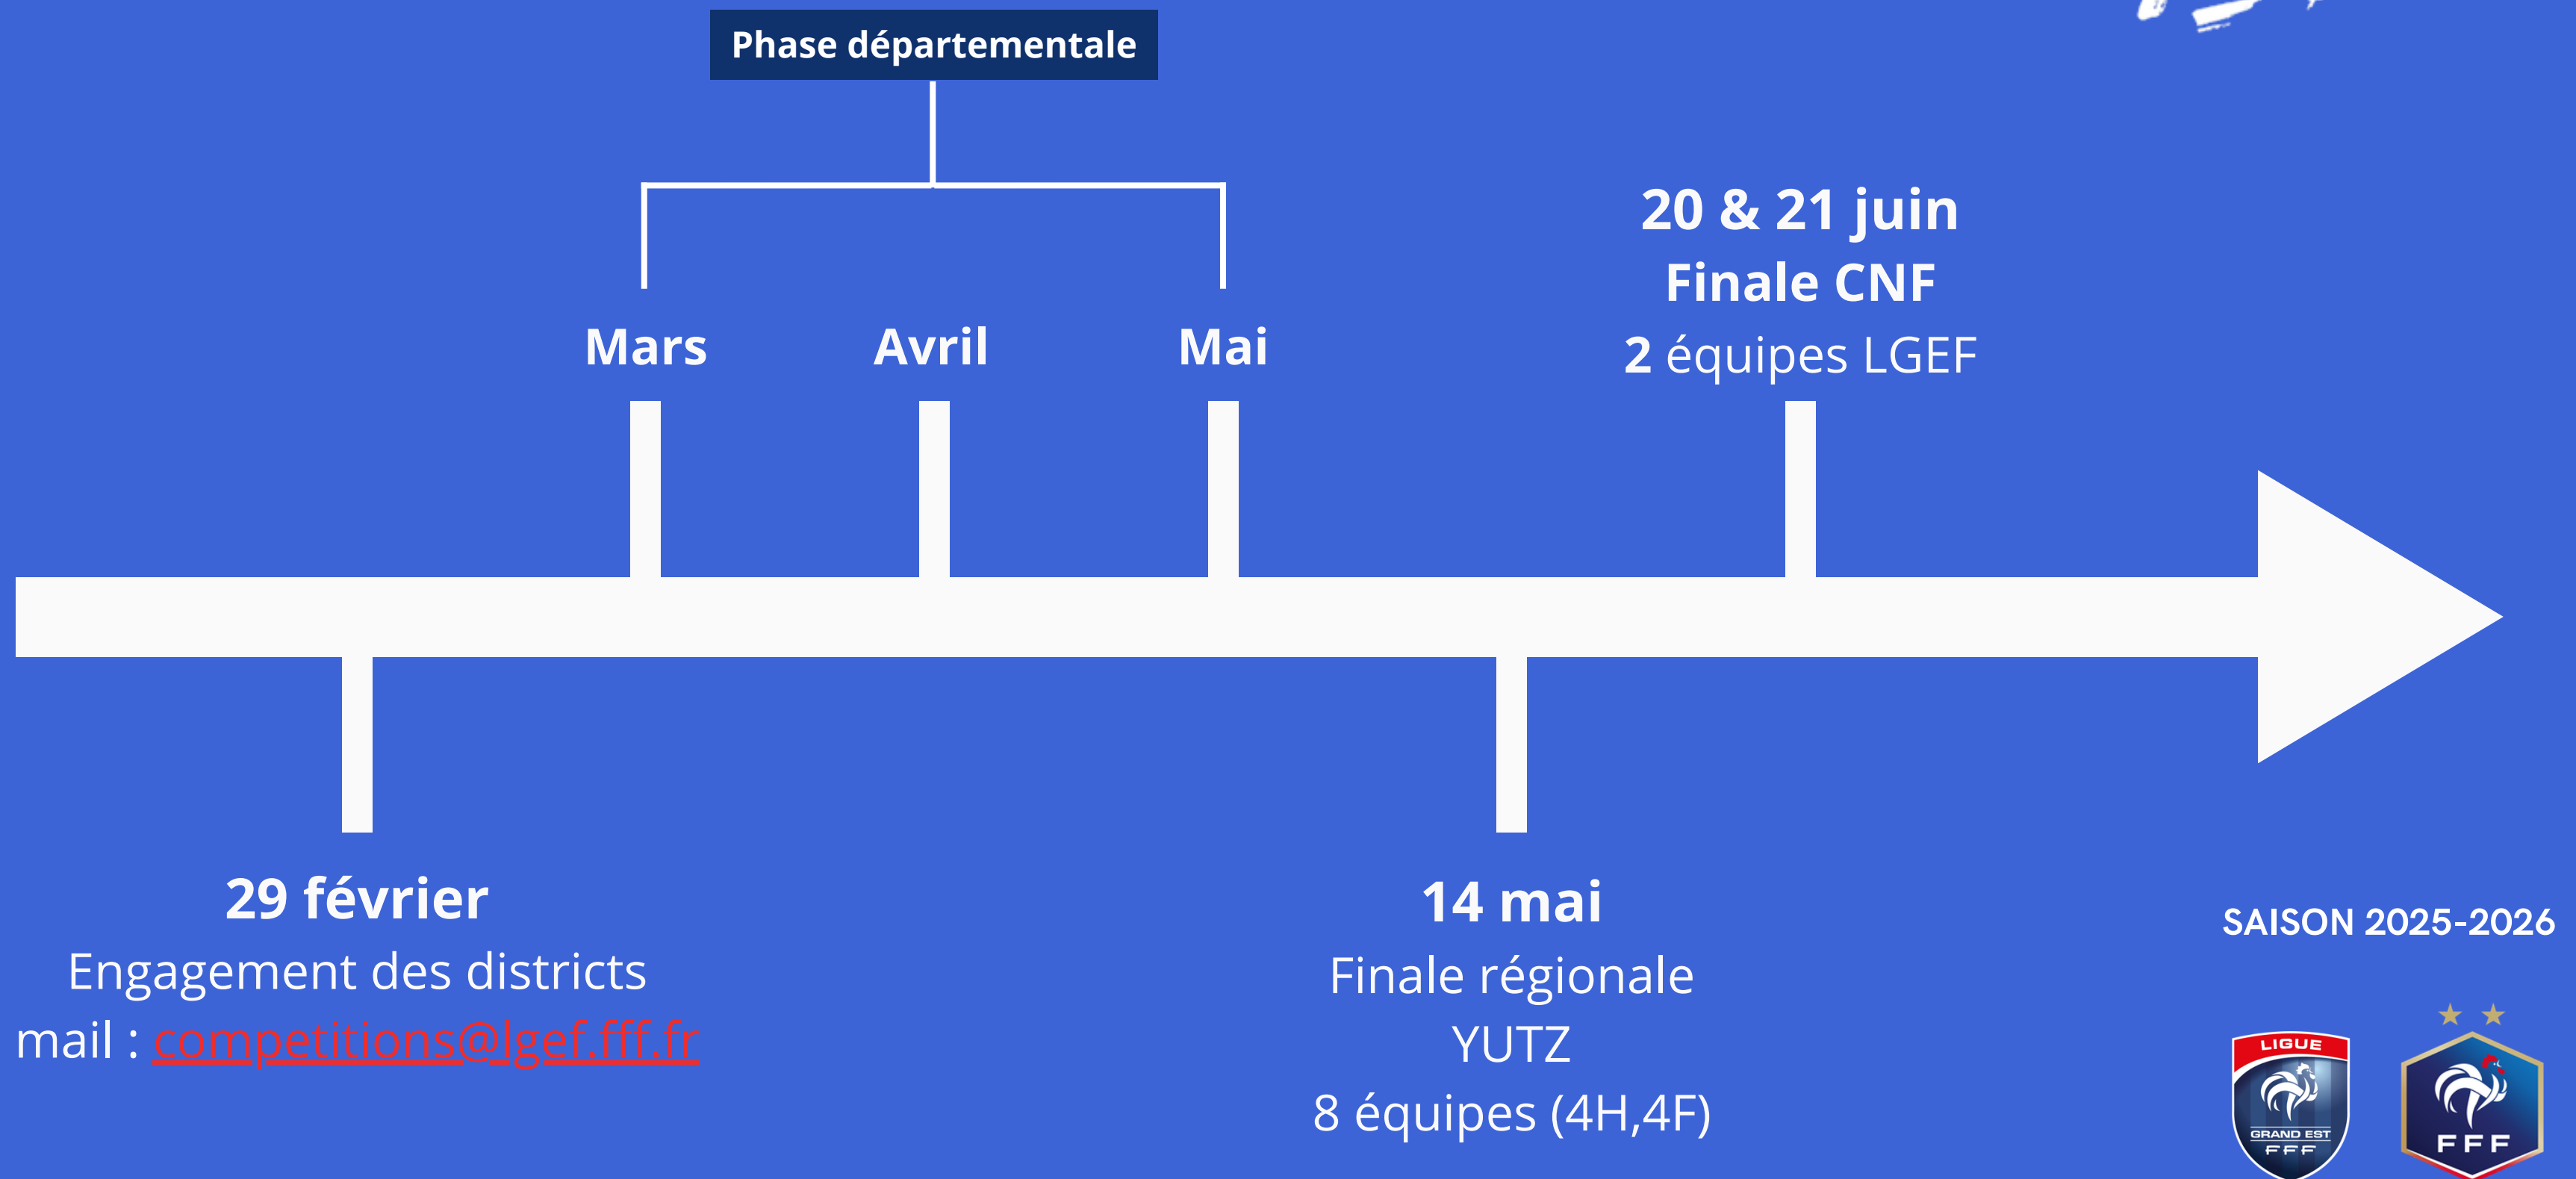 Phase départementale
Mars
Avril
Mai
20 & 21 juin
Finale CNF
2 équipes LGEF
29 février
Engagement des districts
mail : competitions@lgef.fff.fr
14 mai
Finale régionale
YUTZ
8 équipes (4H,4F)
SAISON 2025-2026
LIGUE
GRAND EST
FFF
FFF